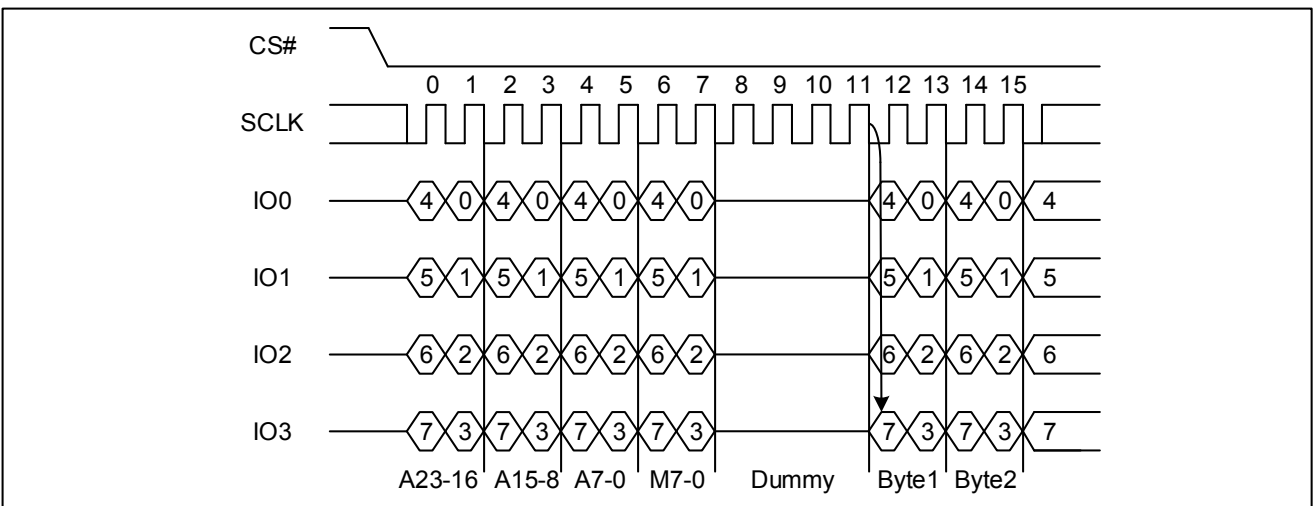 CS#
0 1 2 3 4 5 6 7 8 9 10 11 12 13 14 15
SCLK
IO0 4 0 4 0 4 0 4 0 4 0 4 0 4
IO1 5 1 5 1 5 1 5 1 5 1 5 1 5
IO2 6 2 6 2 6 2 6 2 6 2 6 2 6
IO3 7 3 7 3 7 3 7 3 7 3 7 3 7
A23-16 A15-8 A7-0 M7-0 Dummy Byte1 Byte2